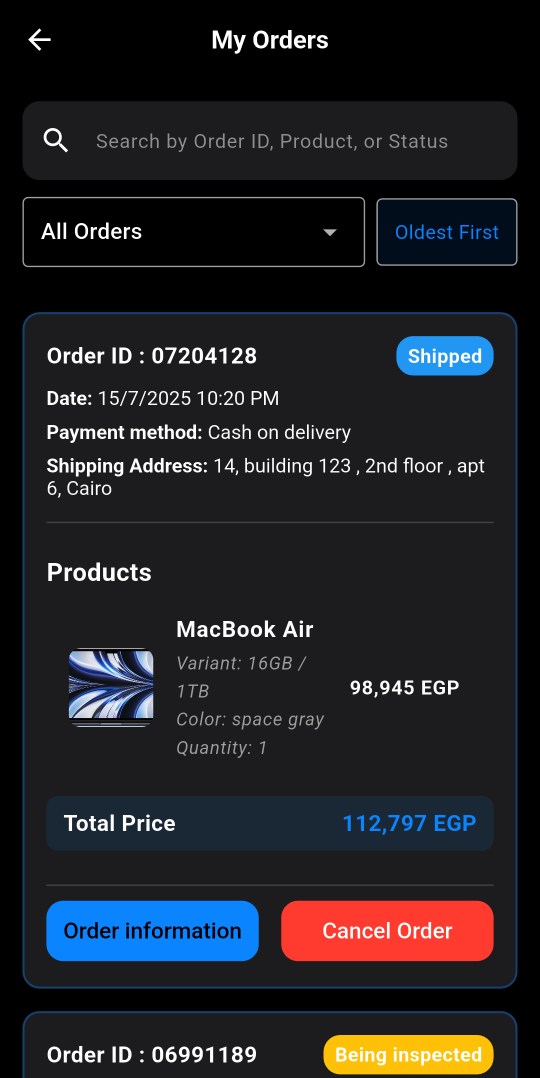 My Orders
Search by Order ID, Product, or Status
All Orders
Oldest First
Order ID : 07204128
Shipped
Date: 15/7/2025 10:20 PM
Payment method: Cash on delivery
Shipping Address: 14, building 123 , 2nd floor , apt
6, Cairo
Products
MacBook Air
Variant: 16GB /
1TB
Color: space gray
Quantity: 1
98,945 EGP
Total Price
112,797 EGP
Order information
Cancel Order
Order ID : 06991189
Being inspected